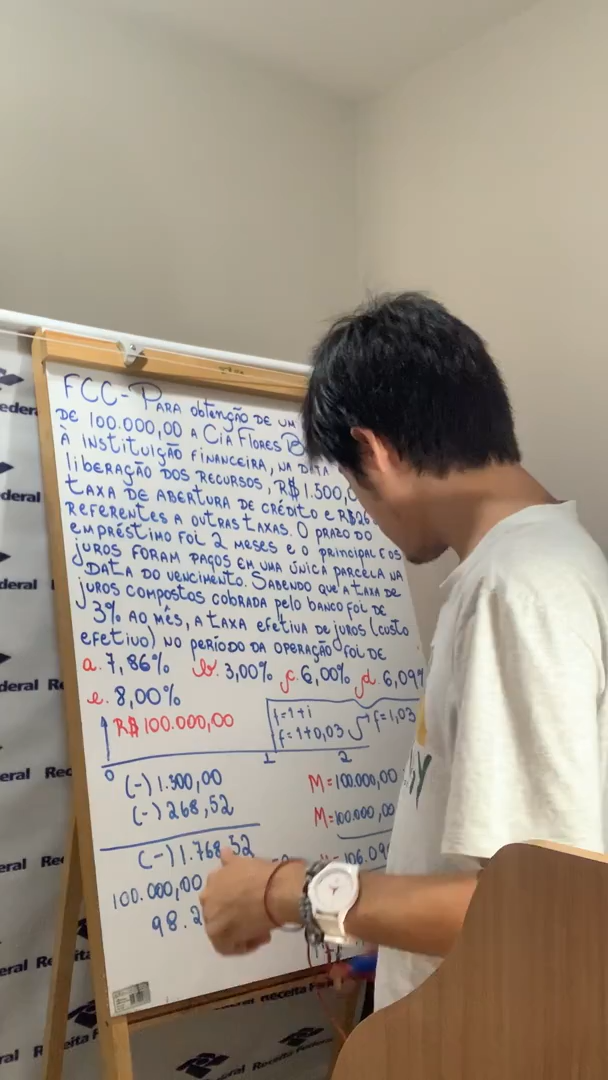 FCC- PARA obtENÇÃO DE UM
DE 100.000,00 A CIA FLORES
À INSTITUIÇÃO FINANCEIRA, NA DATA
LIBERAÇÃO DOS RECURSOS, R$ 1.500,
TAXA DE ABERTURA DE CRÉDITO E R$
REFERENTES A OUTRAS TAXAS. O PRAZO DO
EMPRÉSTIMO FOI 2 MESES E O PRINCIPAL E OS
JUROS FORAM PAGOS EM UMA ÚNICA PARCELA NA
DATA DO VENCIMENTO. SABENDO QUE A TAXA DE
JUROS COMPOSTOS COBRADA PELO BANCO FOI DE
3% AO MÊS, A TAXA EFETIVA DE JUROS (CUSTO
EFETIVO) NO PERÍODO DA OPERAÇÃO FOI DE
a. 7,86% b. 3,00% c. 6,00% d. 6,09%
e. 8,00%
R$ 100.000,00
f=1+i
f=1+0,03 f=1,03
0 1 2
(-) 1.500,00
(-) 268,52
(-) 1.768,52
M=100.000,00
M=100.000,00
106.09
100.000,00
98.2
Receita Federal